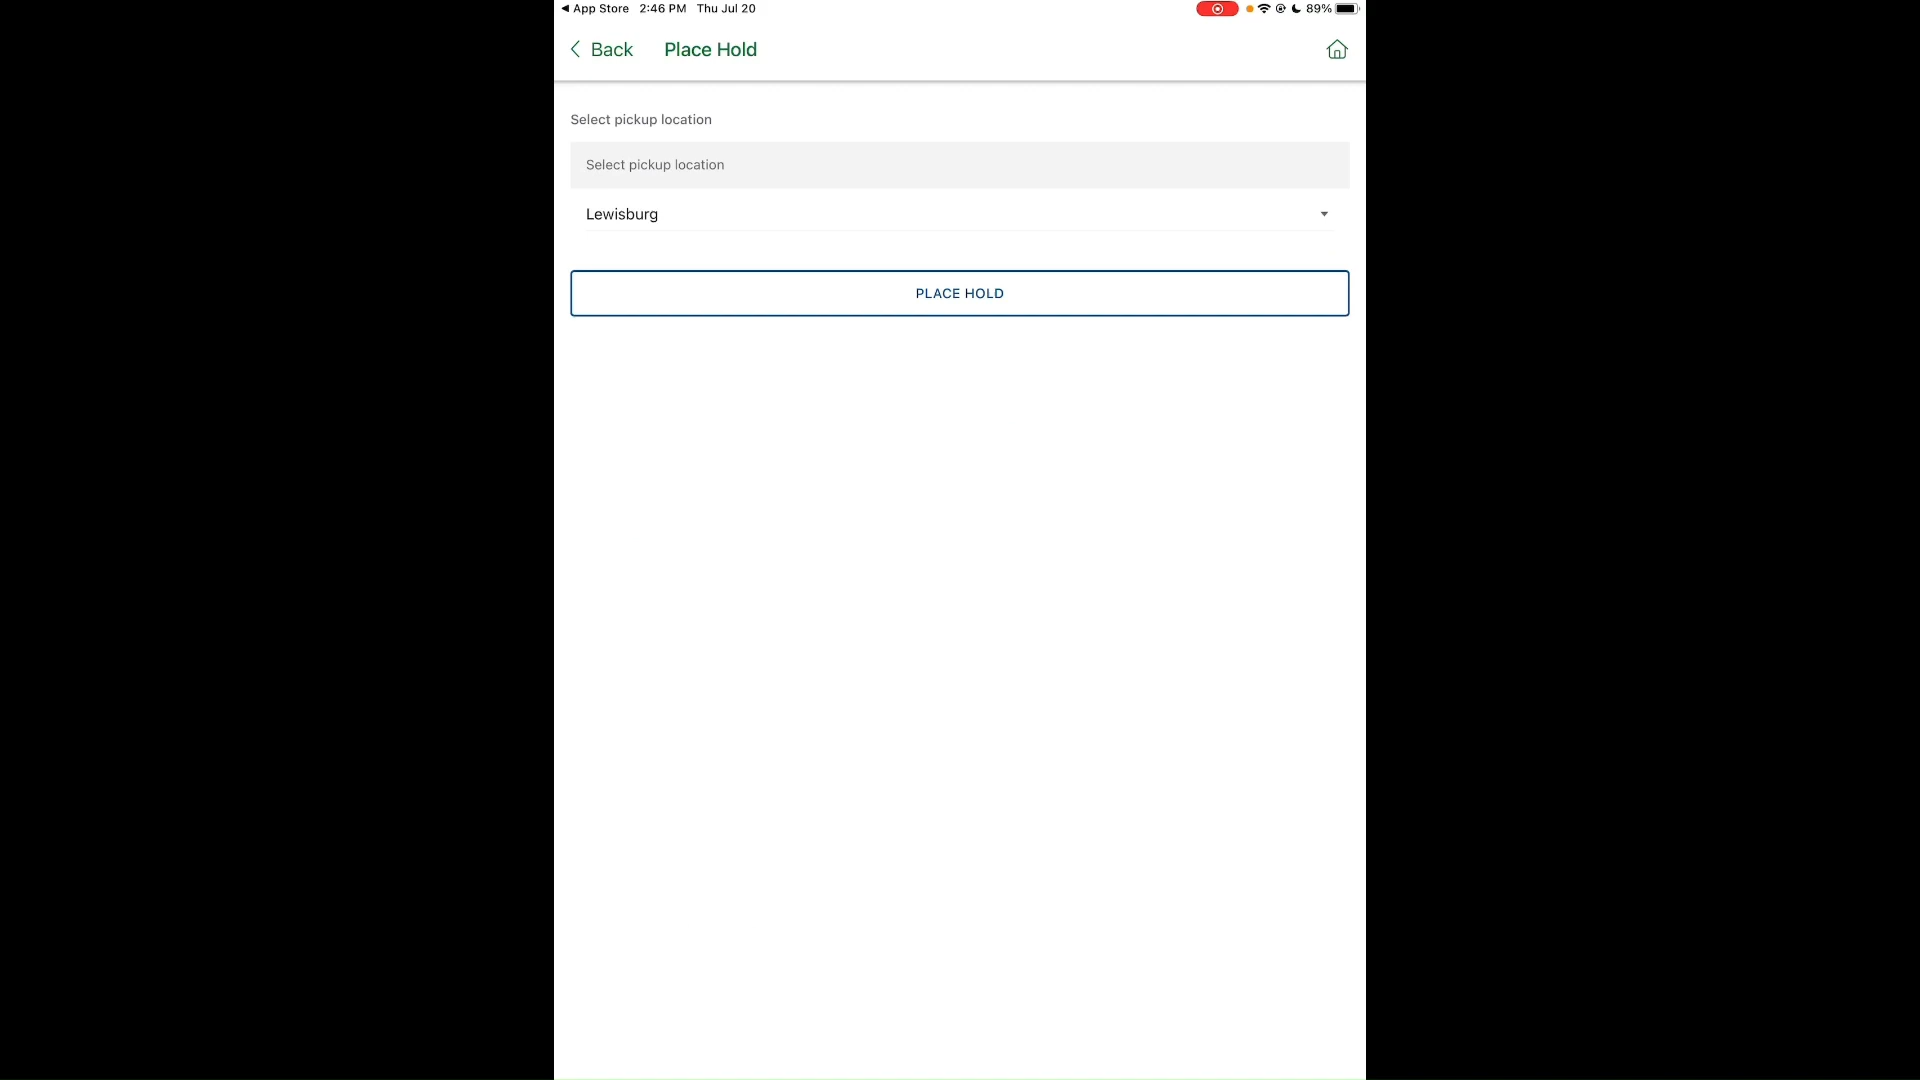 ◀ App Store 2:46 PM Thu Jul 20 89%
Back Place Hold
Select pickup location
Select pickup location
Lewisburg
PLACE HOLD